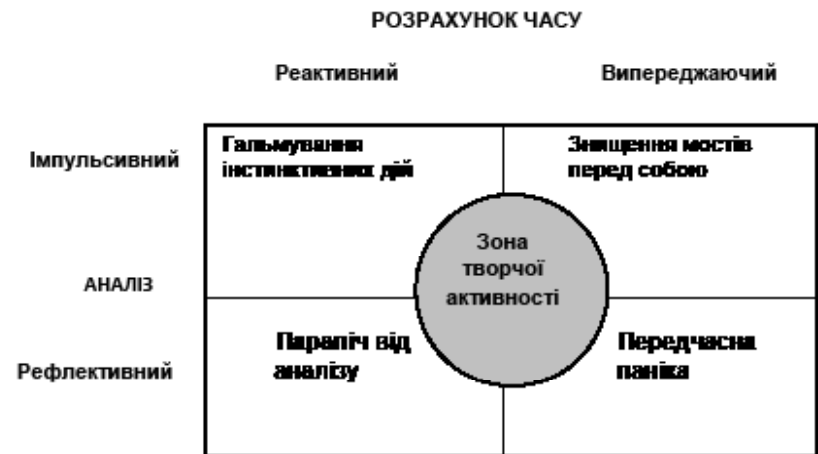 РОЗРАХУНОК ЧАСУ
Реактивний Випереджаючий
Імпульсивний
Гальмування
інстинктивних дій
Знищення мостів
перед собою
Зона
творчої
активності
АНАЛІЗ
Рефлективний
Параліч від
аналізу
Передчасна
паніка